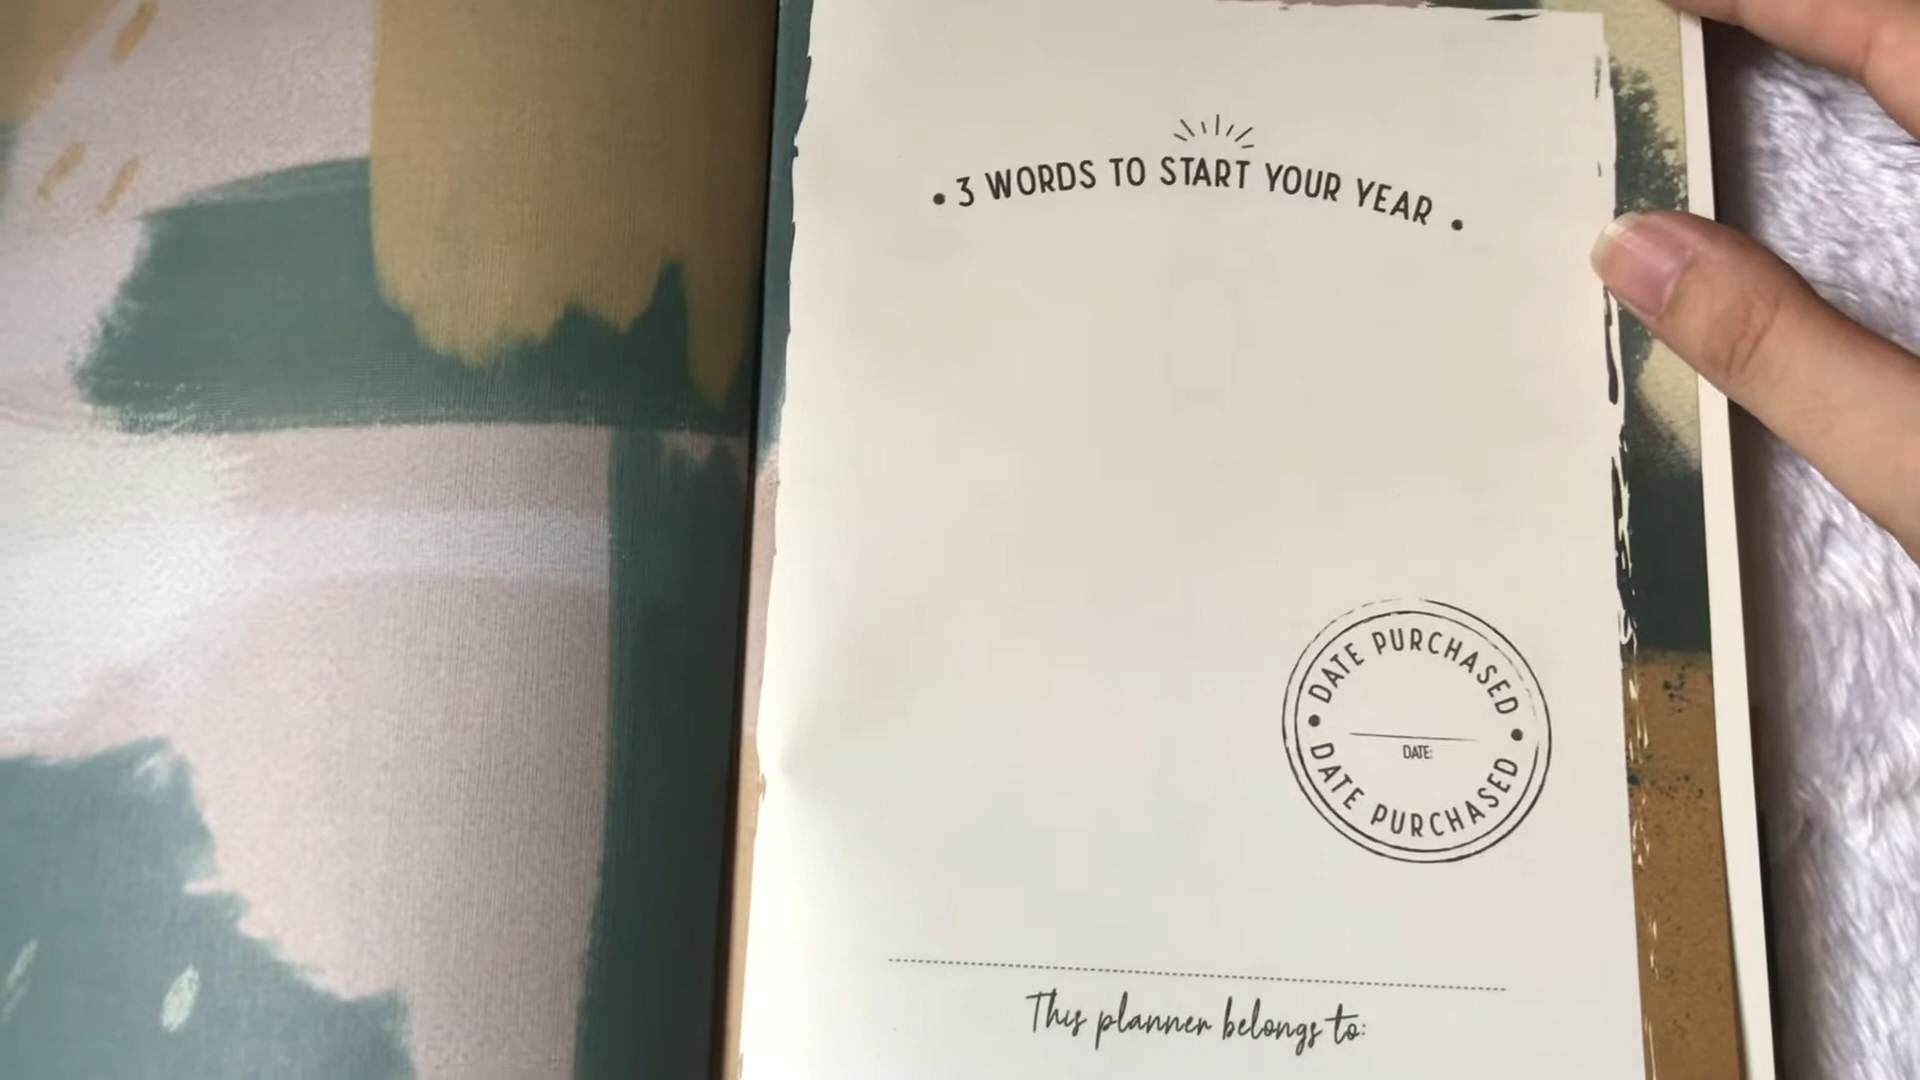 • 3 WORDS TO START YOUR YEAR •
• DATE PURCHASED •
DATE:
DATE PURCHASED
This planner belongs to: